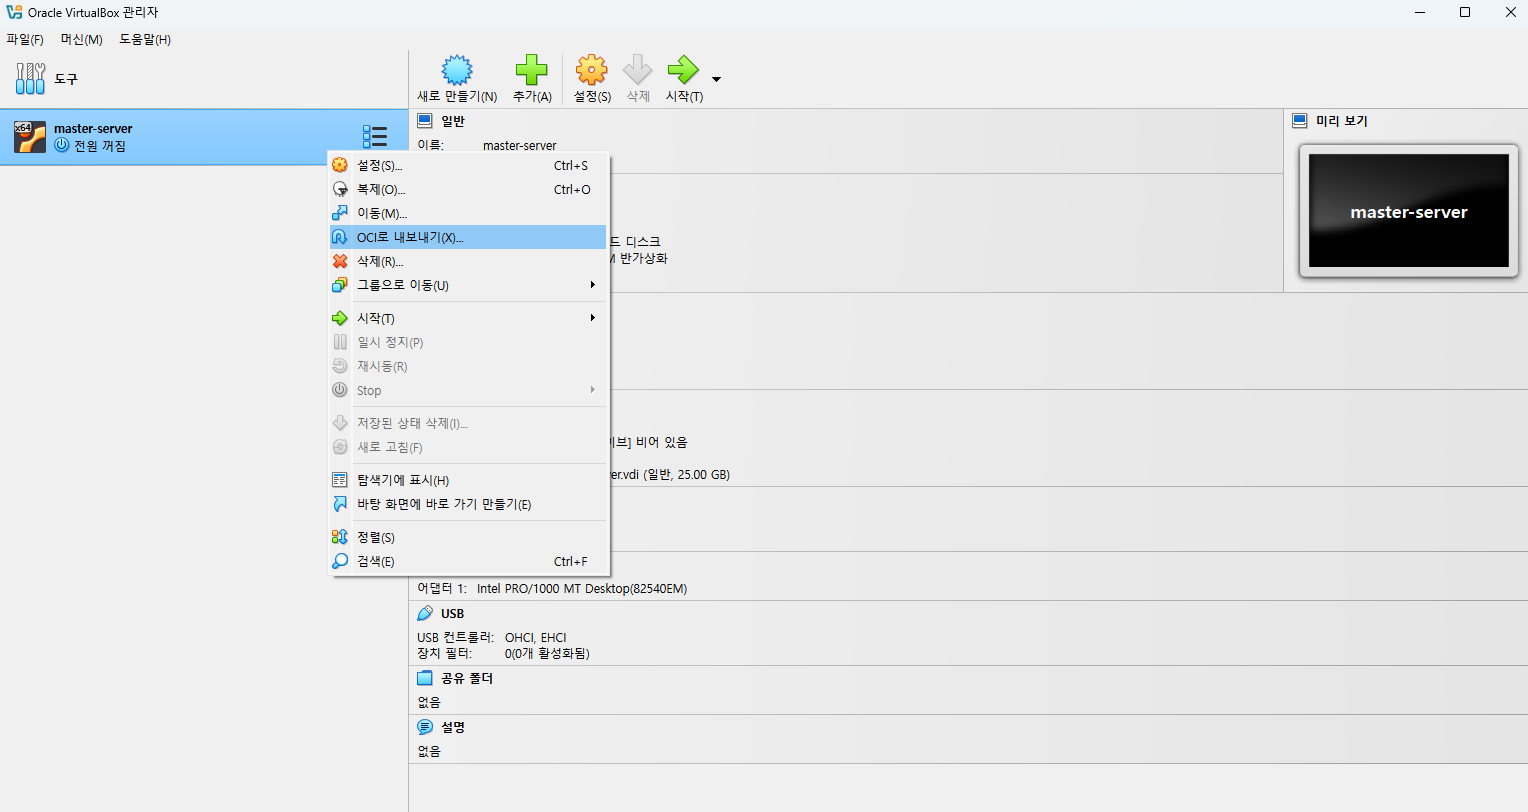 Oracle VirtualBox 관리자
파일(F) 머신(M) 도움말(H)
도구
새로 만들기(N) 추가(A) 설정(S) 삭제 시작(T)
x64
master-server
전원 꺼짐
일반
이름: master-server
미리 보기
master-server
설정(S)... Ctrl+S
복제(O)... Ctrl+O
이동(M)...
OCI로 내보내기(X)...
삭제(R)...
그룹으로 이동(U)
시작(T)
일시 정지(P)
재시동(R)
Stop
저장된 상태 삭제(I)...
새로 고침(F)
탐색기에 표시(H)
바탕 화면에 바로 가기 만들기(E)
정렬(S)
검색(E) Ctrl+F
드 디스크
반가상화
비어 있음
er.vdi (일반, 25.00 GB)
어댑터 1: Intel PRO/1000 MT Desktop(82540EM)
USB
USB 컨트롤러: OHCI, EHCI
장치 필터: 0(0개 활성화됨)
공유 폴더
없음
설명
없음